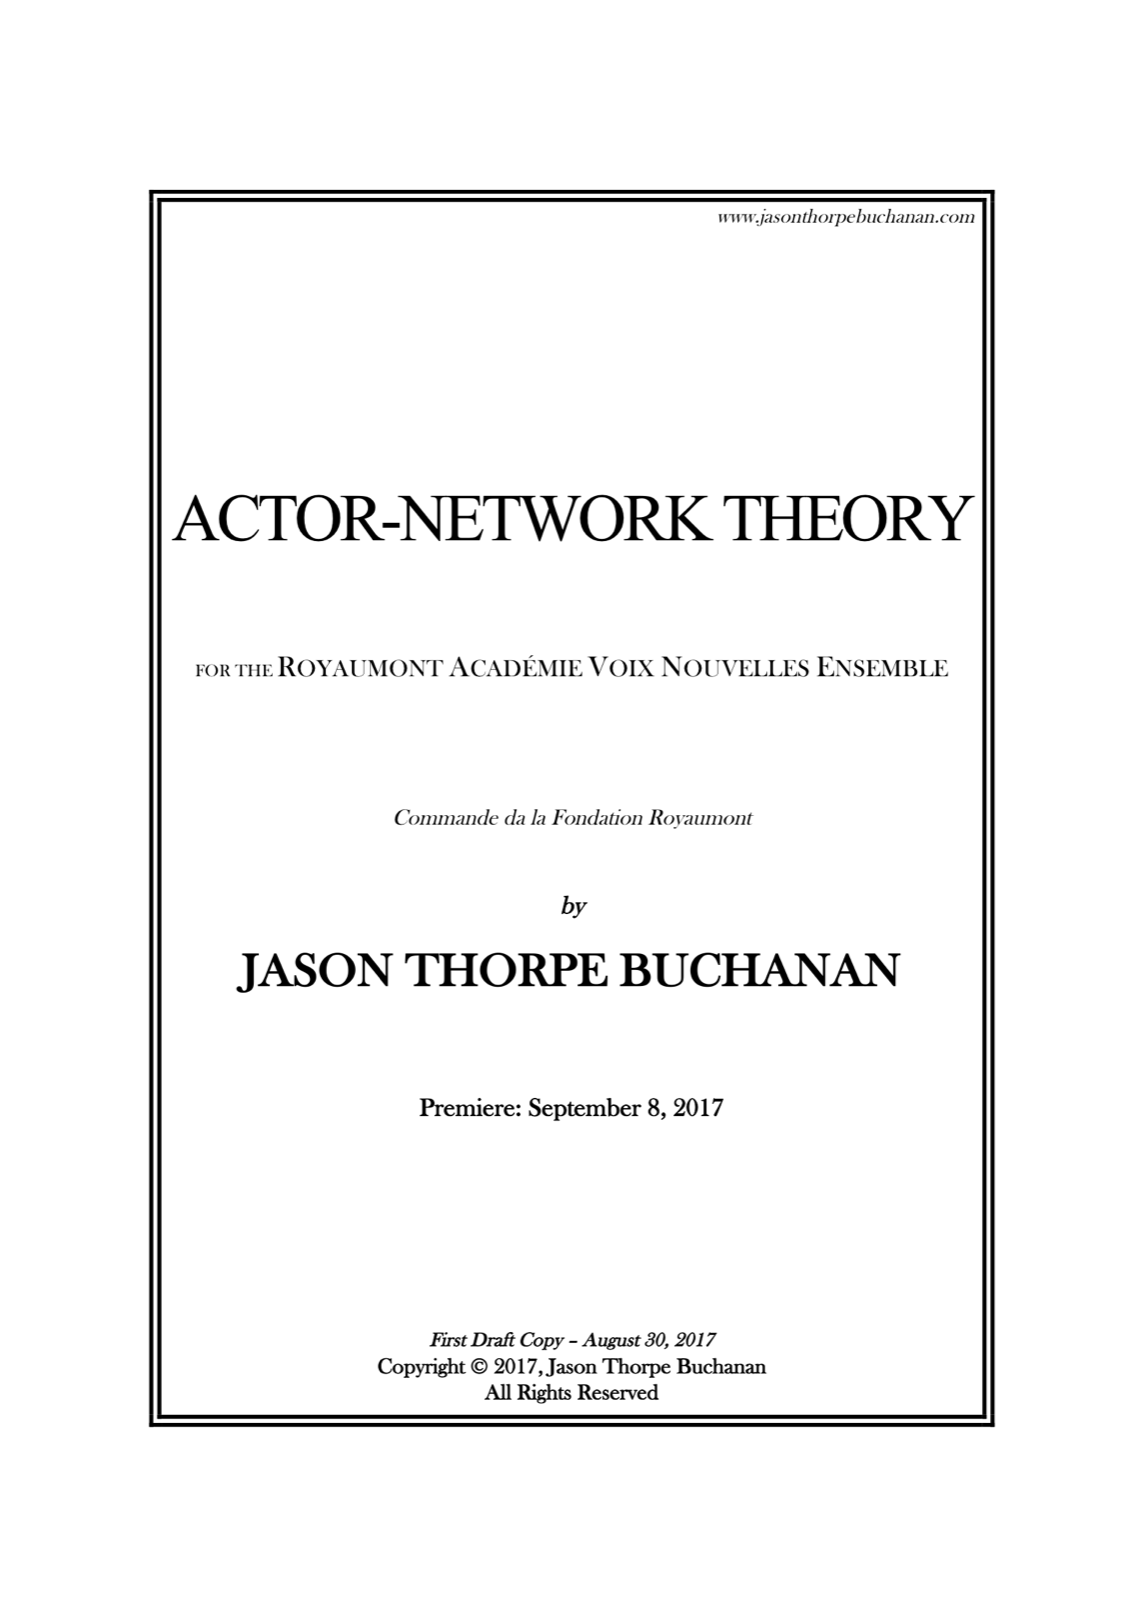 www.jasonthorpebuchanan.com
ACTOR-NETWORK THEORY
FOR THE ROYAUMONT ACADÉMIE VOIX NOUVELLES ENSEMBLE
Commande da la Fondation Royaumont
by
JASON THORPE BUCHANAN
Premiere: September 8, 2017
First Draft Copy – August 30, 2017
Copyright © 2017, Jason Thorpe Buchanan
All Rights Reserved